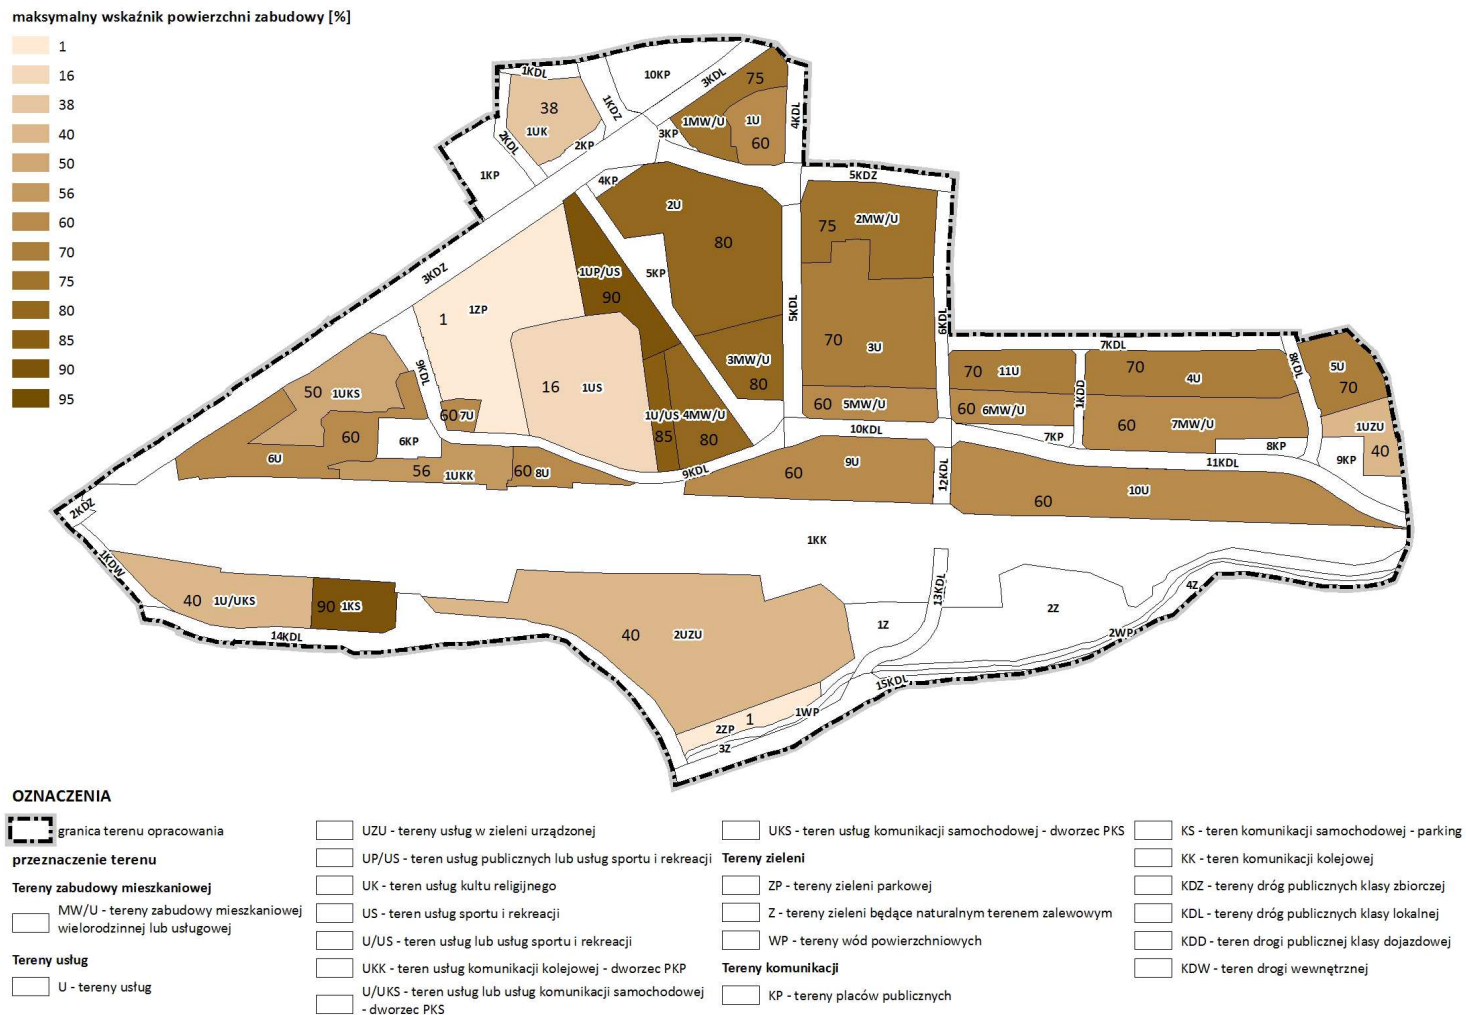 maksymalny wskaźnik powierzchni zabudowy [%]
1
16
38
40
50
56
60
70
75
80
85
90
95
1KDL
10KP
3KDL
75
38
1KDZ
1MW/U
1U
4KDL
1UK
2KDL
2KP
3KP
60
1KP
4KP
5KDZ
2U
75
2MW/U
80
3KDZ
1UP/US
5KP
90
1ZP
1
5KDL
6KDL
70
3U
7KDL
3MW/U
80
9KDL
16
1US
70
11U
1KDD
70
4U
8KDL
5U
70
50
1UKS
60
7U
1U/US
4MW/U
85
80
60
5MW/U
60
6MW/U
60
7MW/U
1UZU
40
60
6KP
10KDL
7KP
8KP
9KP
6U
56
1UKK
60
8U
9KDL
60
9U
12KDL
11KDL
60
10U
2KDZ
1KK
1KDW
40
1U/UKS
90
1KS
14KDL
40
2UZU
13KDL
1Z
2Z
4Z
2WP
15KDL
1
2ZP
1WP
3Z
OZNACZENIA
granica terenu opracowania
przeznaczenie terenu
Tereny zabudowy mieszkaniowej
MW/U - tereny zabudowy mieszkaniowej
wielorodzinnej lub usługowej
Tereny usług
U - tereny usług
UZU - tereny usług w zieleni urządzonej
UP/US - teren usług publicznych lub usług sportu i rekreacji
UK - teren usług kultu religijnego
US - teren usług sportu i rekreacji
U/US - teren usług lub usług sportu i rekreacji
UKK - teren usług komunikacji kolejowej - dworzec PKP
U/UKS - teren usług lub usług komunikacji samochodowej
- dworzec PKS
UKS - teren usług komunikacji samochodowej - dworzec PKS
Tereny zieleni
ZP - tereny zieleni parkowej
Z - tereny zieleni będące naturalnym terenem zalewowym
WP - tereny wód powierzchniowych
Tereny komunikacji
KP - tereny placów publicznych
KS - teren komunikacji samochodowej - parking
KK - teren komunikacji kolejowej
KDZ - tereny dróg publicznych klasy zbiorczej
KDL - tereny dróg publicznych klasy lokalnej
KDD - teren drogi publicznej klasy dojazdowej
KDW - teren drogi wewnętrznej